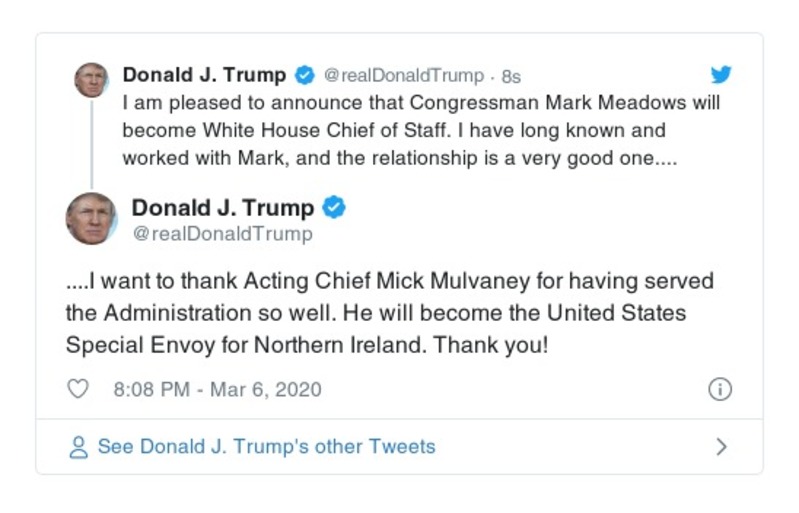 Donald J. Trump @realDonaldTrump · 8s
I am pleased to announce that Congressman Mark Meadows will
become White House Chief of Staff. I have long known and
worked with Mark, and the relationship is a very good one....
Donald J. Trump
@realDonaldTrump
....I want to thank Acting Chief Mick Mulvaney for having served
the Administration so well. He will become the United States
Special Envoy for Northern Ireland. Thank you!
8:08 PM - Mar 6, 2020
See Donald J. Trump's other Tweets